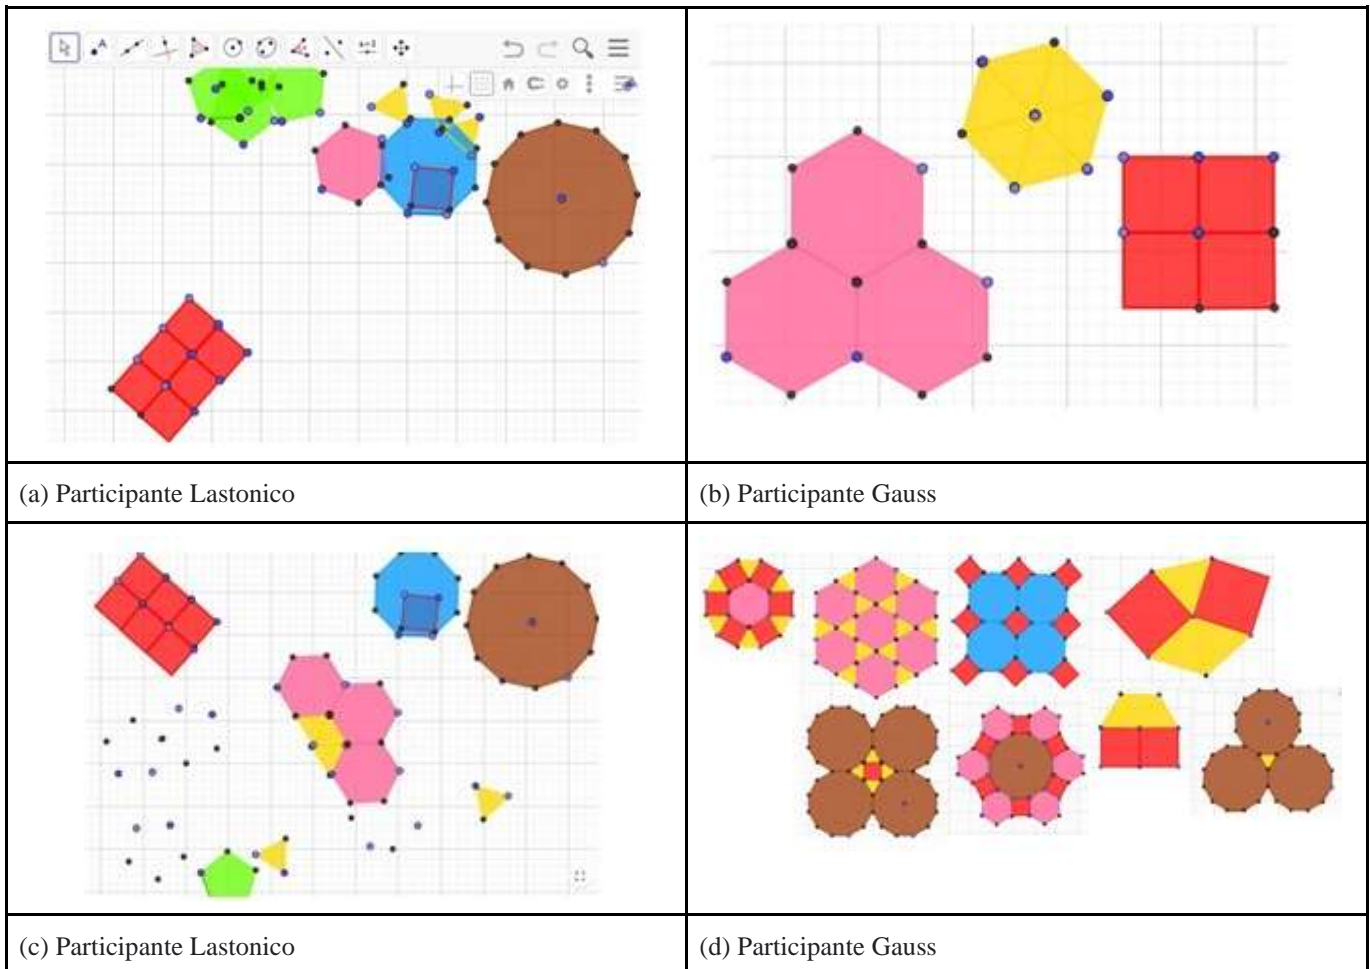 (a) Participante Lastonico
(b) Participante Gauss
(c) Participante Lastonico
(d) Participante Gauss